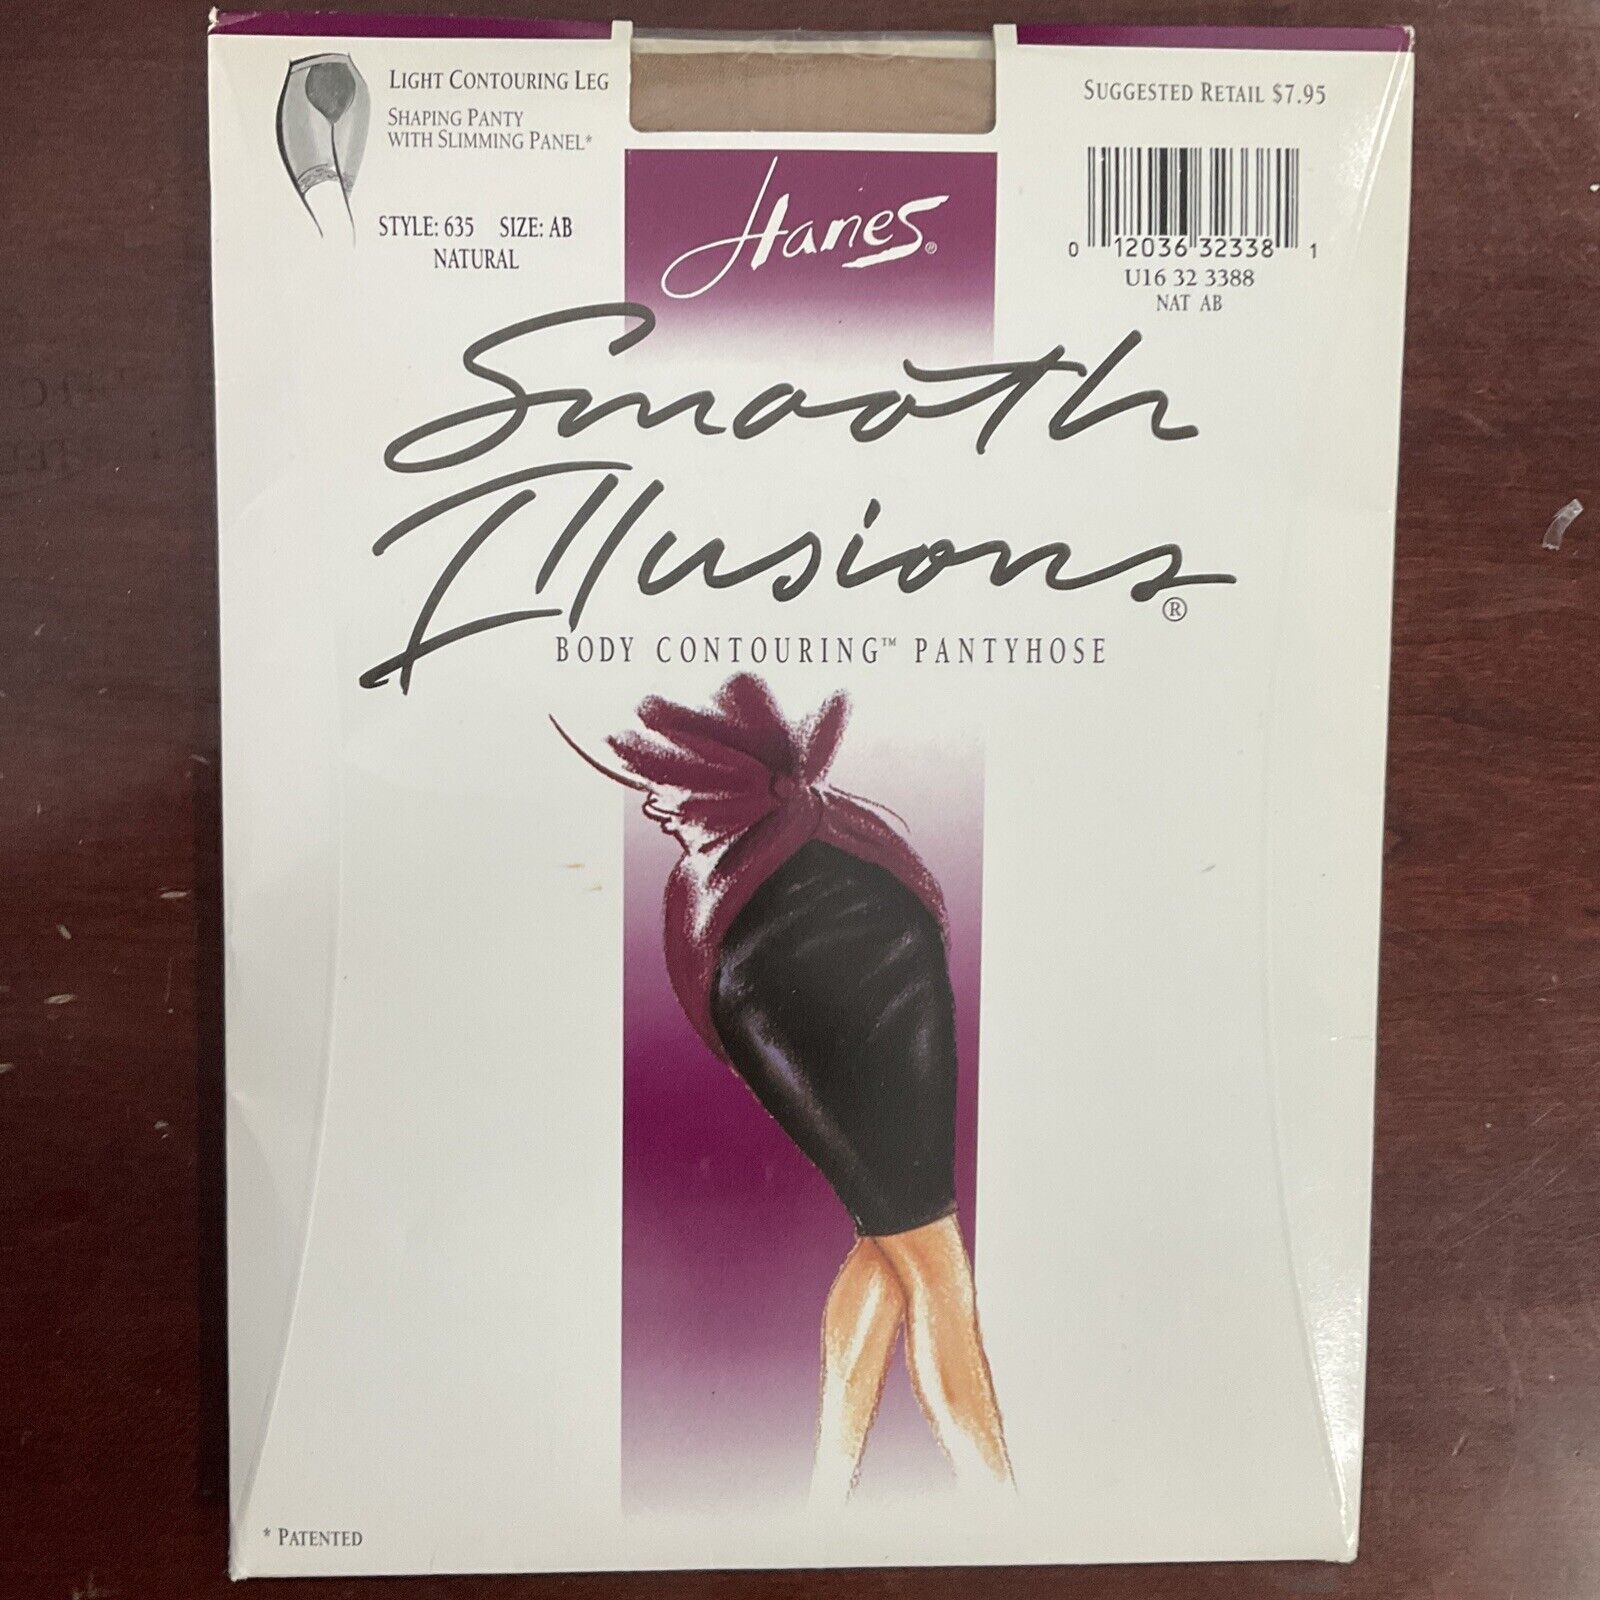 LIGHT CONTOURING LEG
SHAPING PANTY
WITH SLIMMING PANEL*
STYLE: 635 SIZE: AB
NATURAL
Hanes®
SUGGESTED RETAIL $7.95
0 12036 32338 1
U16 32 3388
NAT AB
Smooth
Illusions®
BODY CONTOURING™ PANTYHOSE
* PATENTED